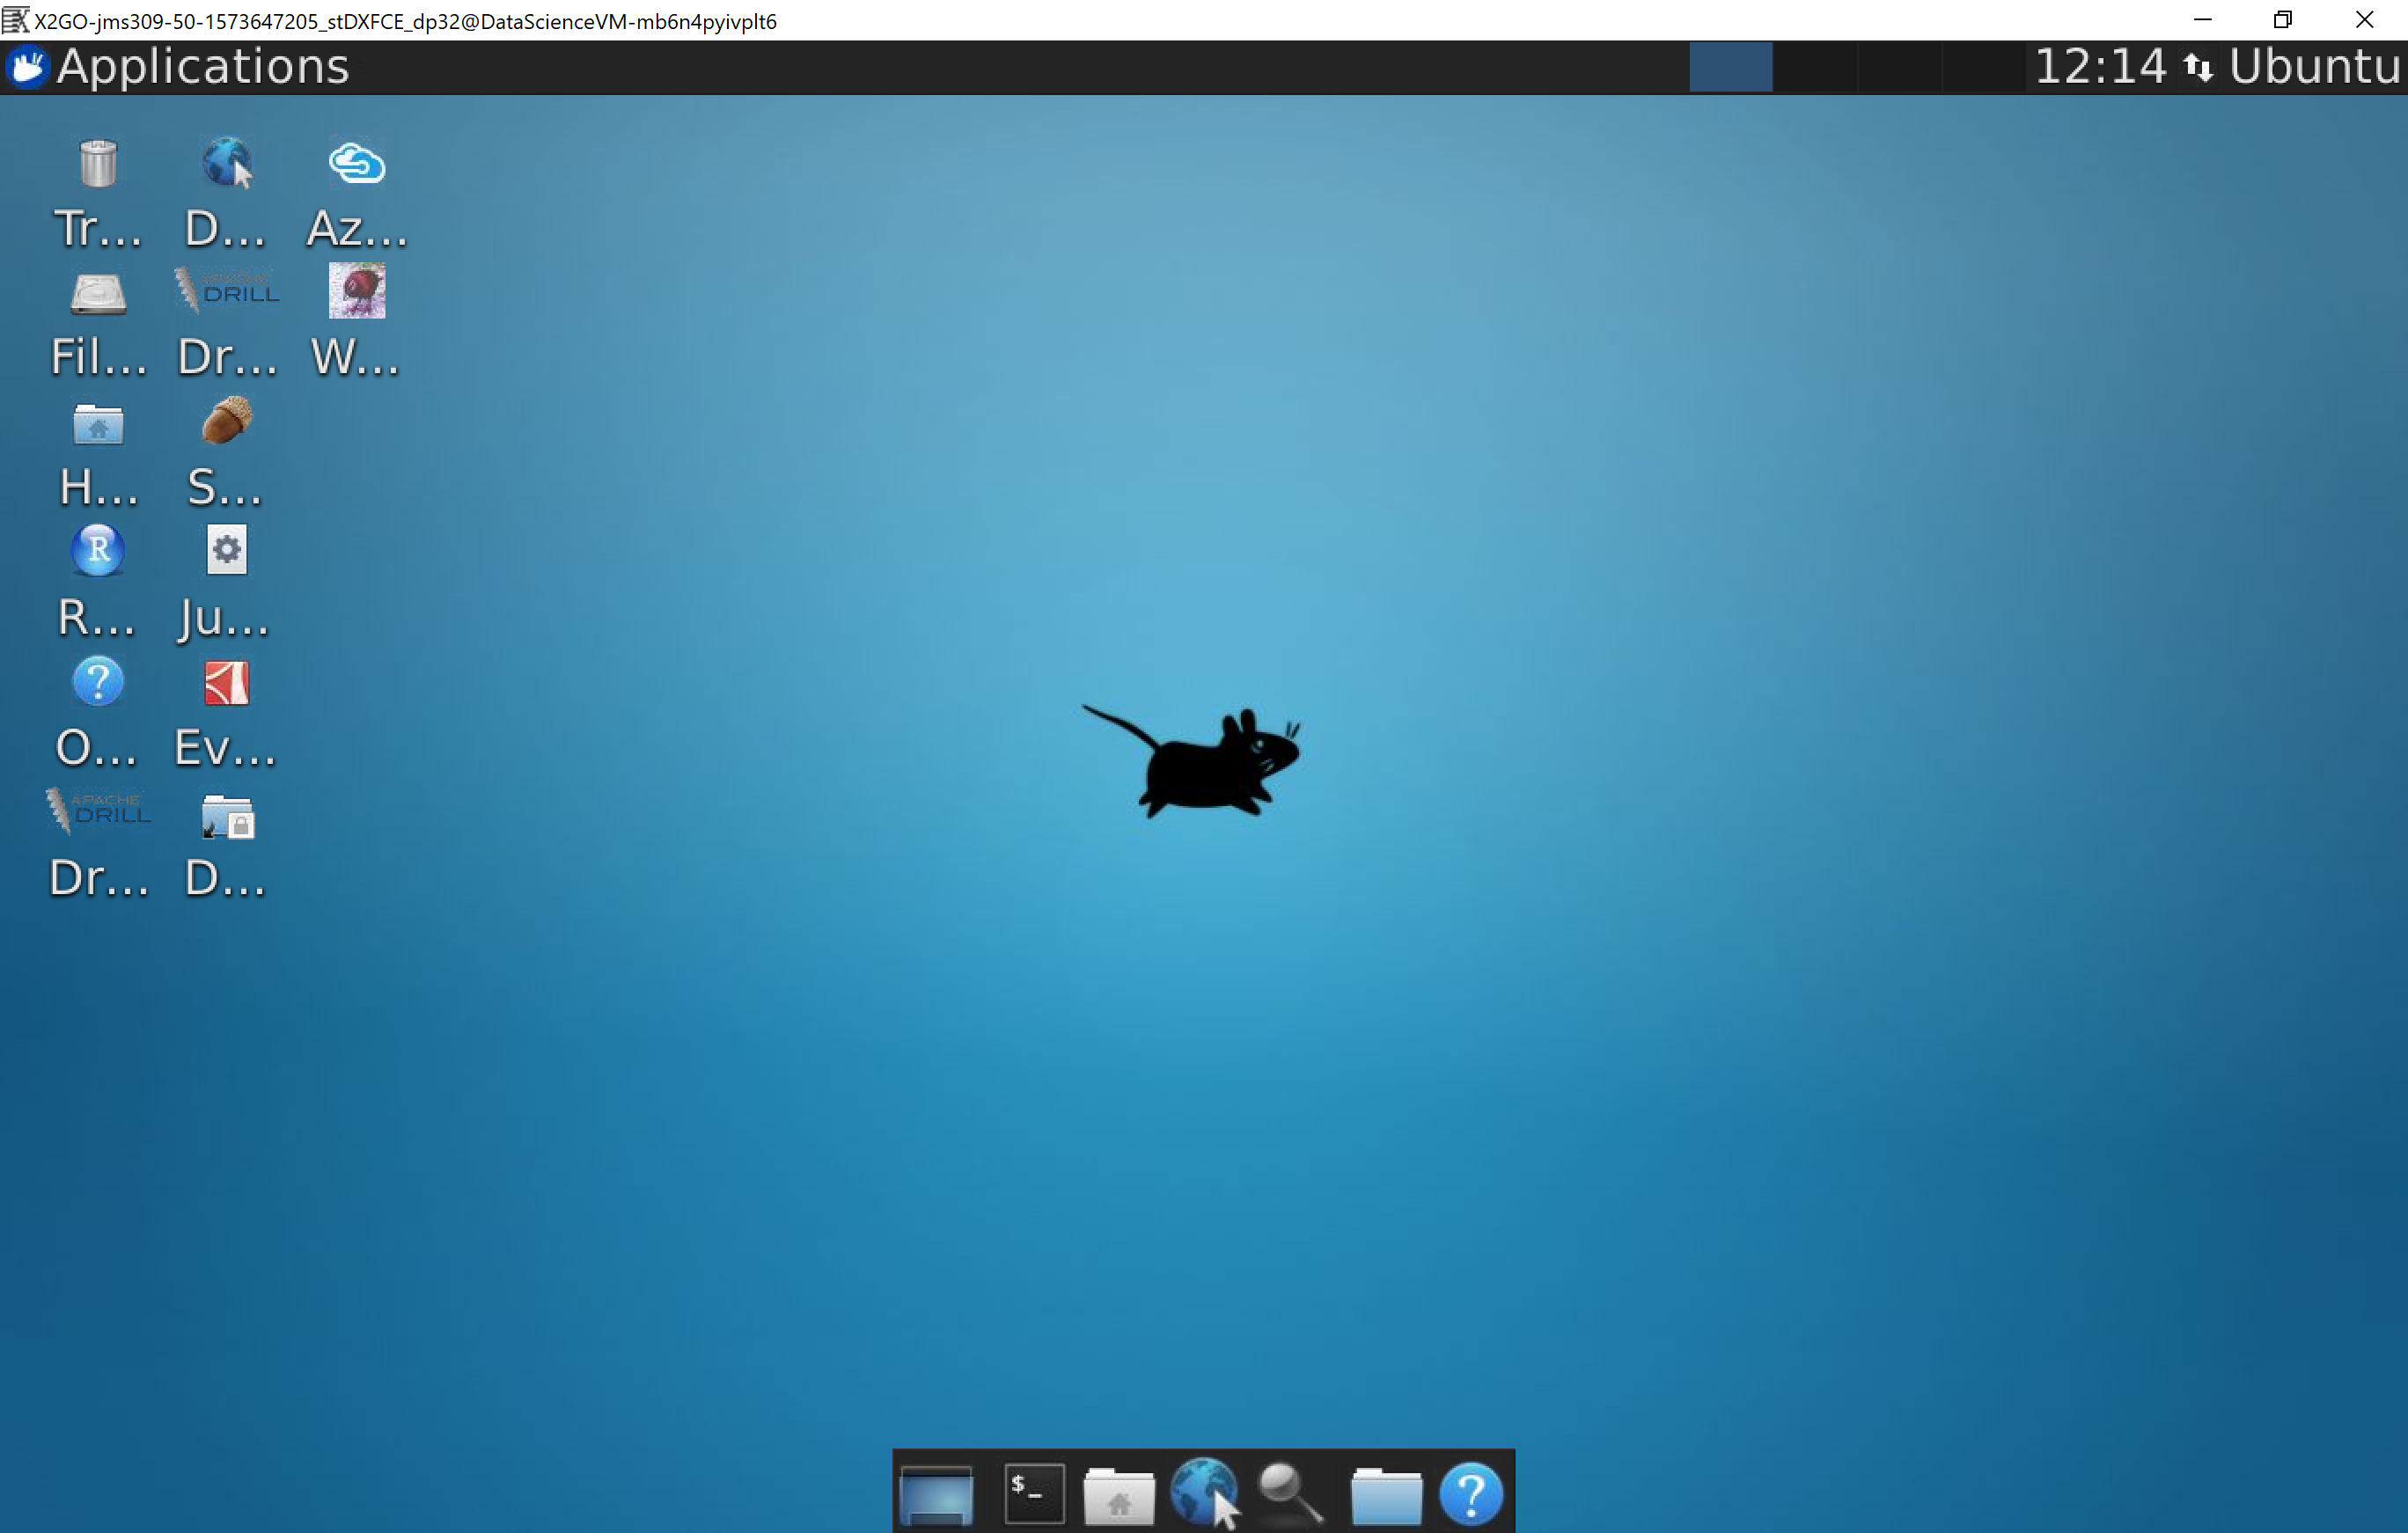 X2GO-jms309-50-1573647205_stDXFCE_dp32@DataScienceVM-mb6n4pyivplt6
Applications
12:14 Ubuntu
Tr... D... Az...
APACHE
DRILL
Fil... Dr... W...
H... S...
R
R... Ju...
?
O... Ev...
APACHE
DRILL
Dr... D...
$_
?